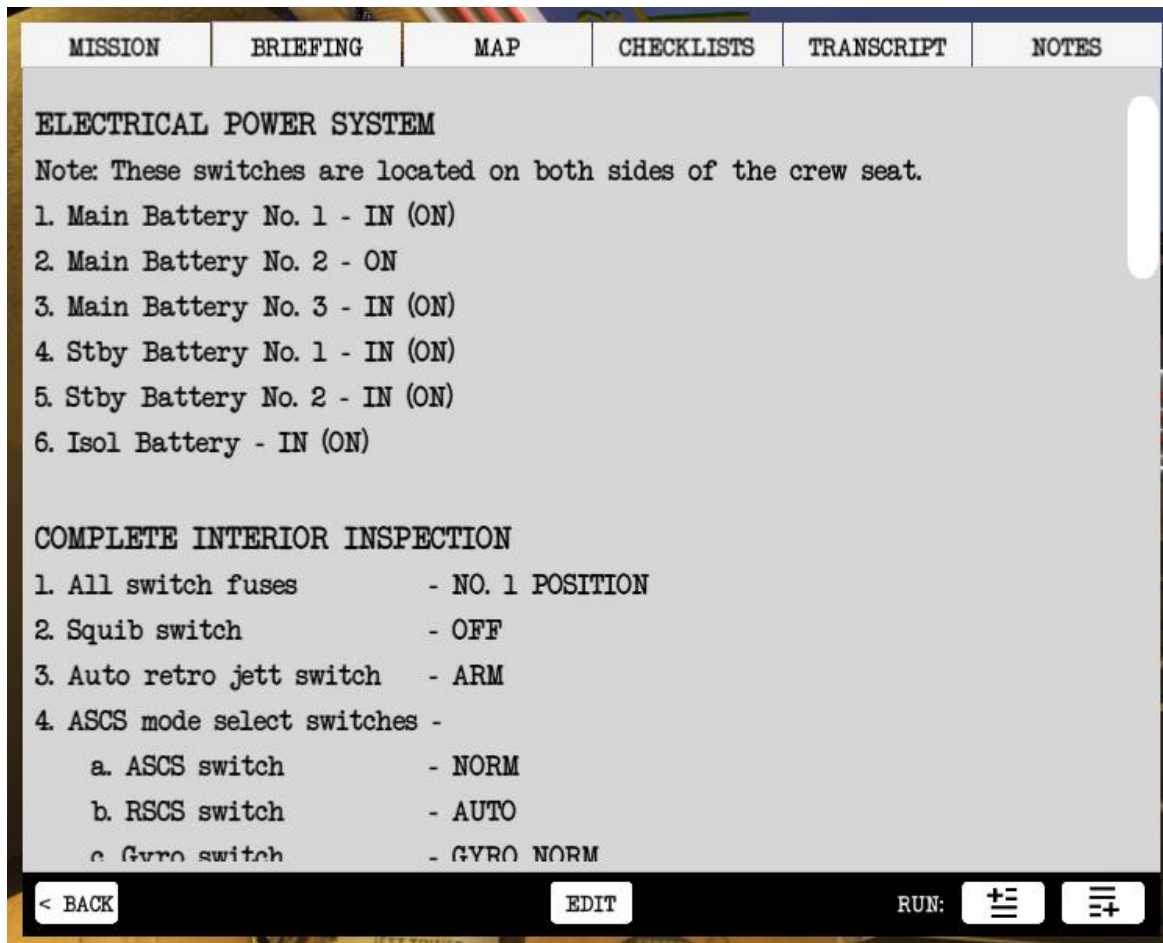 MISSION BRIEFING MAP CHECKLISTS TRANSCRIPT NOTES
ELECTRICAL POWER SYSTEM
Note: These switches are located on both sides of the crew seat.
1. Main Battery No. 1 - IN (ON)
2. Main Battery No. 2 - ON
3. Main Battery No. 3 - IN (ON)
4. Stby Battery No. 1 - IN (ON)
5. Stby Battery No. 2 - IN (ON)
6. Isol Battery - IN (ON)
COMPLETE INTERIOR INSPECTION
1. All switch fuses - NO. 1 POSITION
2. Squib switch - OFF
3. Auto retro jett switch - ARM
4. ASCS mode select switches -
a. ASCS switch - NORM
b. RSCS switch - AUTO
c. Gyro switch - GYRO NORM
< BACK EDIT RUN: